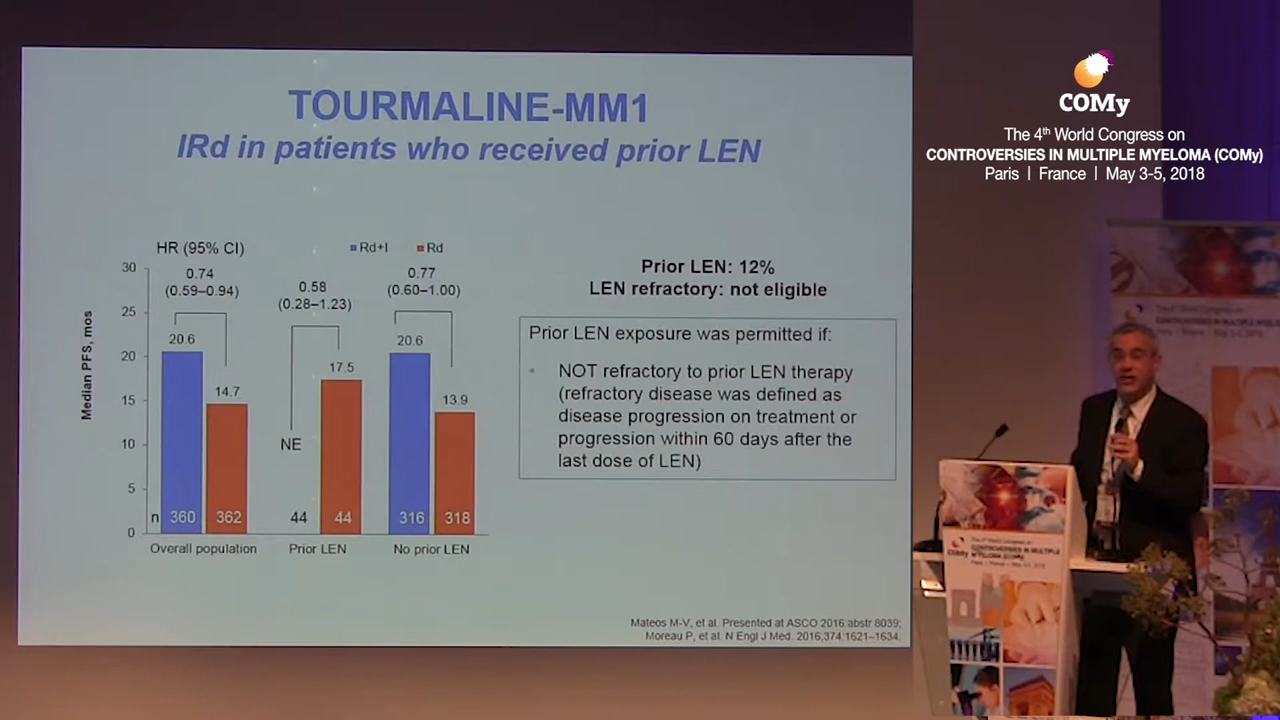 TOURMALINE-MM1
IRd in patients who received prior LEN
HR (95% CI)
Rd+I
Rd
0.74
(0.59–0.94)
0.58
(0.28–1.23)
0.77
(0.60–1.00)
Median PFS, mos
30
25
20
15
10
5
0
20.6
14.7
NE
17.5
20.6
13.9
n
360
362
44
44
316
318
Overall population
Prior LEN
No prior LEN
Prior LEN: 12%
LEN refractory: not eligible
Prior LEN exposure was permitted if:
• NOT refractory to prior LEN therapy
(refractory disease was defined as
disease progression on treatment or
progression within 60 days after the
last dose of LEN)
Mateos M-V, et al. Presented at ASCO 2016:abstr 8039;
Moreau P, et al. N Engl J Med. 2016;374:1621–1634.
COMy
The 4th World Congress on
CONTROVERSIES IN MULTIPLE MYELOMA (COMy)
Paris | France | May 3-5, 2018
COMy
CONTROVERSIES IN MULTIPLE